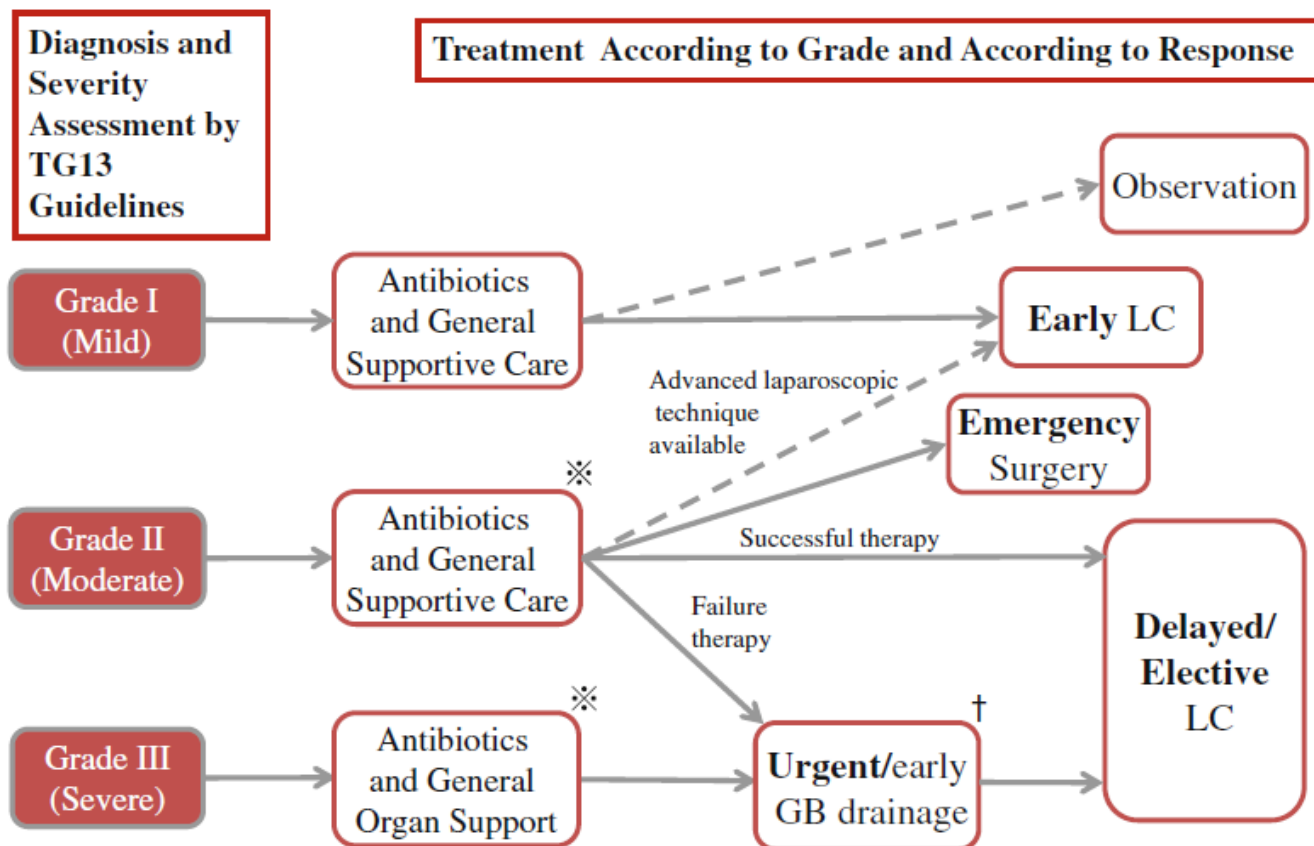 Diagnosis and
Severity
Assessment by
TG13
Guidelines
Treatment According to Grade and According to Response
Observation
Grade I
(Mild)
Antibiotics
and General
Supportive Care
Early LC
Advanced laparoscopic
technique
available
Emergency
Surgery
※
Grade II
(Moderate)
Antibiotics
and General
Supportive Care
Successful therapy
Failure
therapy
Delayed/
Elective
LC
※
Grade III
(Severe)
Antibiotics
and General
Organ Support
†
Urgent/early
GB drainage